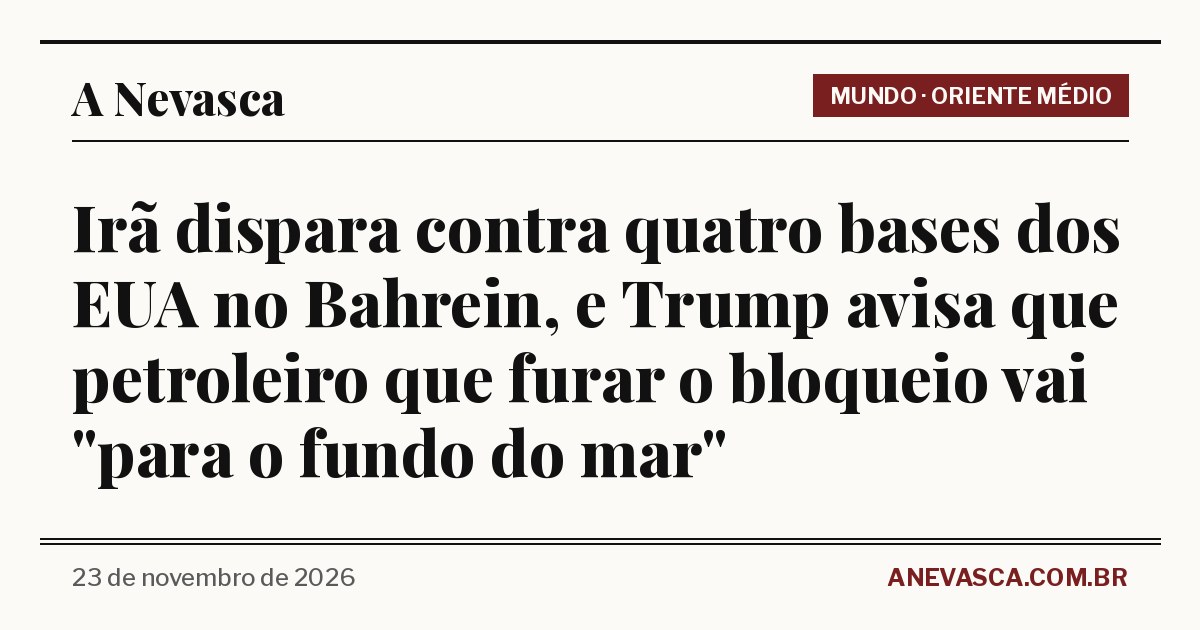 A Nevasca
MUNDO · ORIENTE MÉDIO
Irã dispara contra quatro bases dos
EUA no Bahrein, e Trump avisa que
petroleiro que furar o bloqueio vai
"para o fundo do mar"
23 de novembro de 2026
ANEVASCA.COM.BR